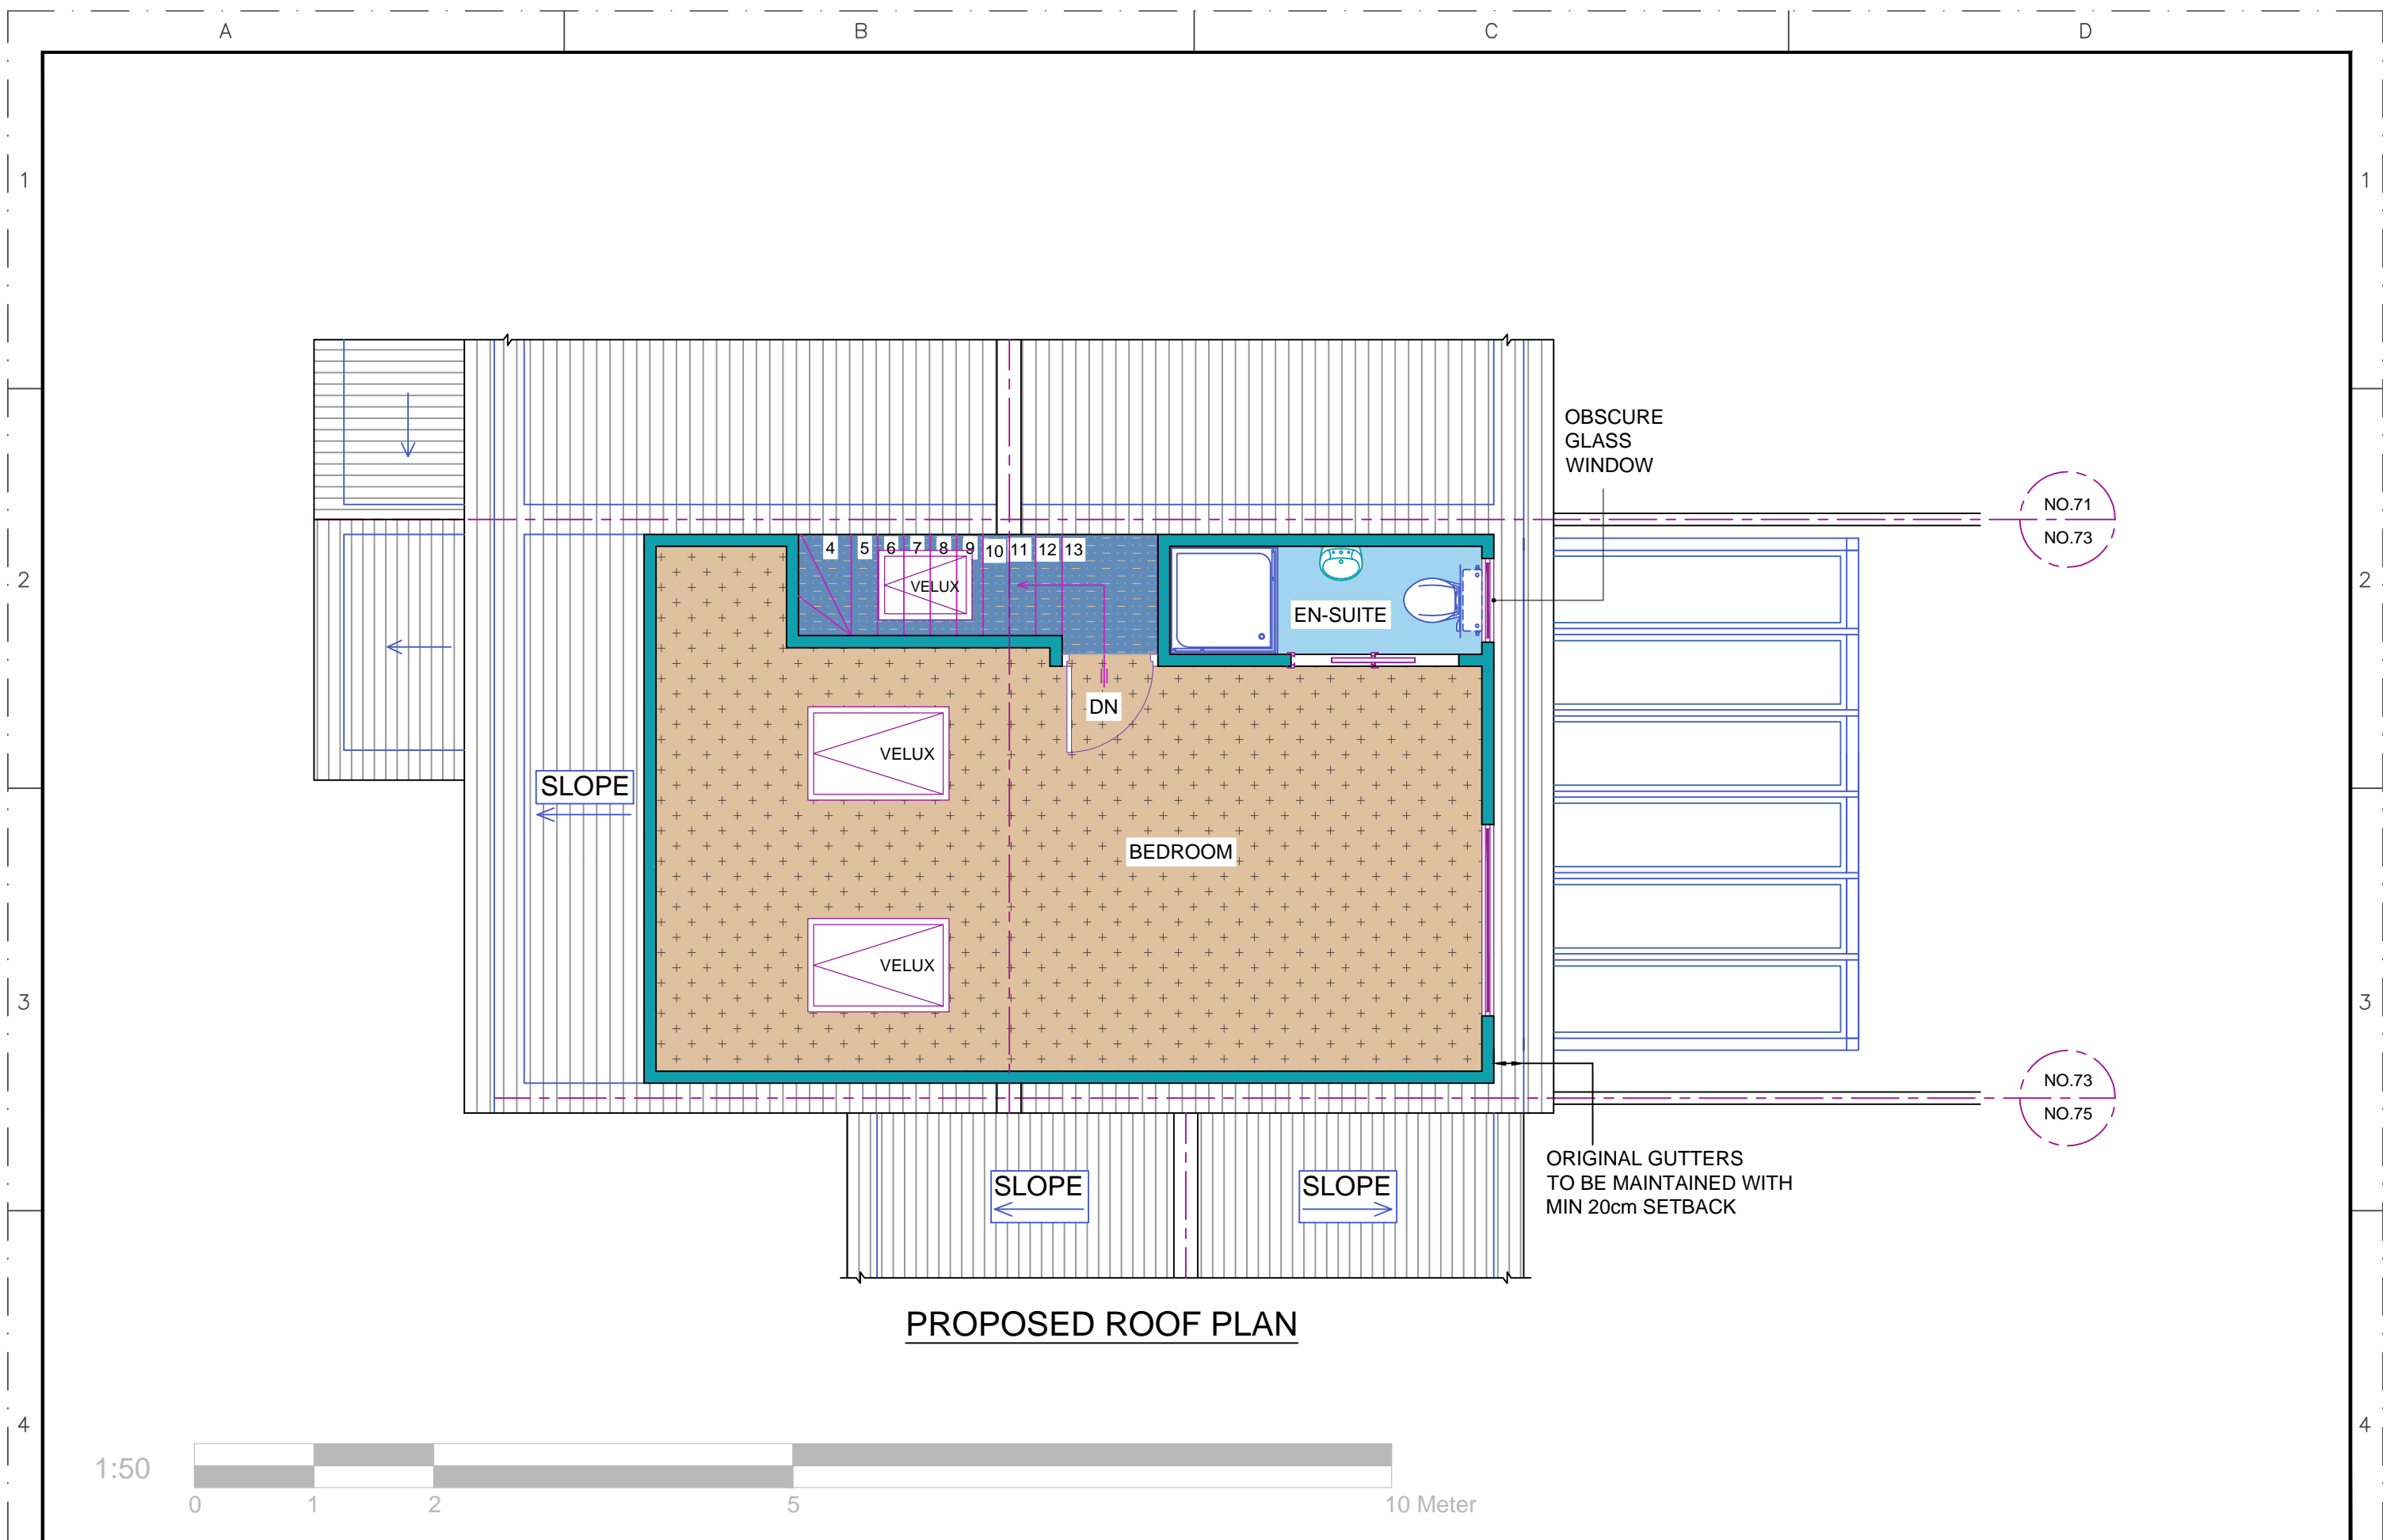 A B C D
1 1
OBSCURE
GLASS
WINDOW
NO.71
NO.73
4 5 6 7 8 9 10 11 12 13
2 2
VELUX
EN-SUITE
DN
VELUX
SLOPE
BEDROOM
VELUX
3 3
NO.73
NO.75
ORIGINAL GUTTERS
TO BE MAINTAINED WITH
MIN 20cm SETBACK
SLOPE SLOPE
PROPOSED ROOF PLAN
4 4
1:50
0 1 2 5 10 Meter